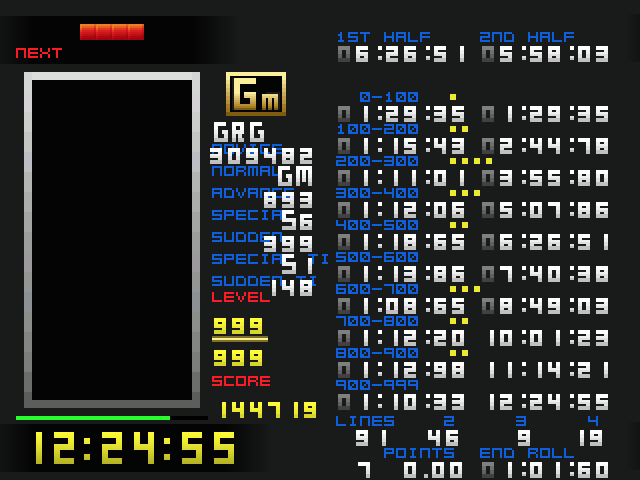 NEXT
Gm
GRG
309482
NORMAL
GM
ADVANCE
893
SPECIA
56
SUDDEN
399
SPECIA TI
51
SUDDEN TI
148
LEVEL
999
999
SCORE
144719
12:24:55
1ST HALF 2ND HALF
06:26:51 05:58:03
0-100
01:29:35 01:29:35
100-200
01:15:43 02:44:78
200-300
01:11:01 03:55:80
300-400
01:12:06 05:07:86
400-500
01:18:65 06:26:51
500-600
01:13:86 07:40:38
600-700
01:08:65 08:49:03
700-800
01:12:20 10:01:23
800-900
01:12:98 11:14:21
900-999
01:10:33 12:24:55
LINES 2 3 4
91 46 9 19
POINTS END ROLL
7 0.00 01:01:60